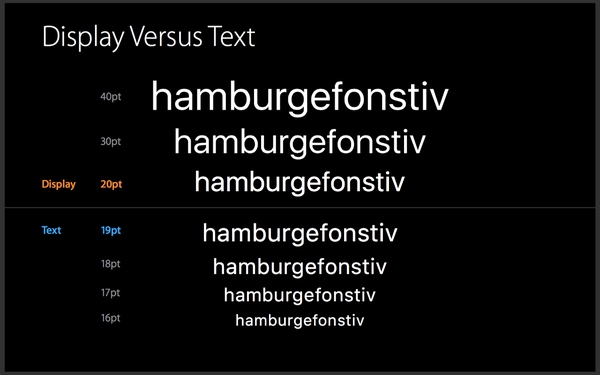 Display Versus Text
40pt hamburgefonstiv
30pt hamburgefonstiv
Display 20pt hamburgefonstiv
Text 19pt hamburgefonstiv
18pt hamburgefonstiv
17pt hamburgefonstiv
16pt hamburgefonstiv